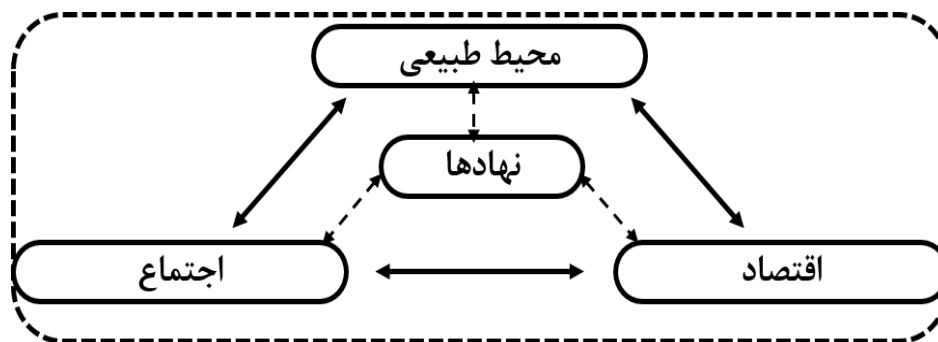 محیط طبیعی
نهادها
اقتصاد
اجتماع